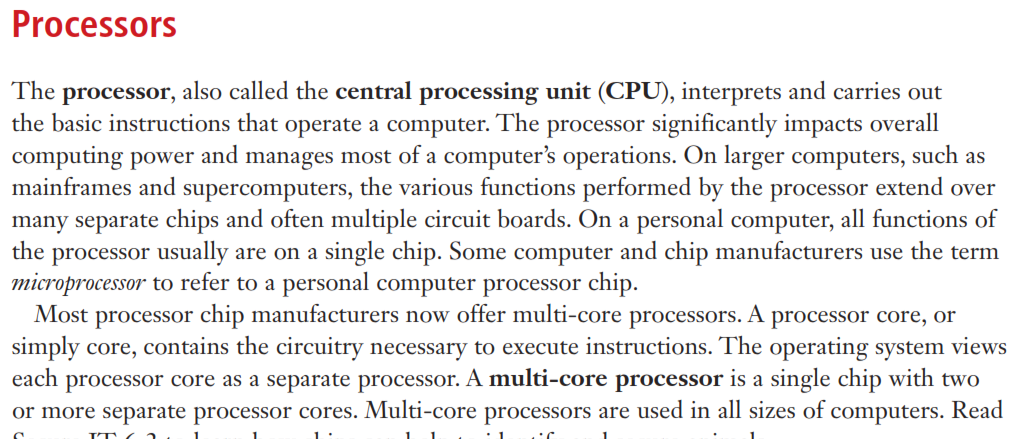 Processors
The processor, also called the central processing unit (CPU), interprets and carries out
the basic instructions that operate a computer. The processor significantly impacts overall
computing power and manages most of a computer’s operations. On larger computers, such as
mainframes and supercomputers, the various functions performed by the processor extend over
many separate chips and often multiple circuit boards. On a personal computer, all functions of
the processor usually are on a single chip. Some computer and chip manufacturers use the term
microprocessor to refer to a personal computer processor chip.
Most processor chip manufacturers now offer multi-core processors. A processor core, or
simply core, contains the circuitry necessary to execute instructions. The operating system views
each processor core as a separate processor. A multi-core processor is a single chip with two
or more separate processor cores. Multi-core processors are used in all sizes of computers. Read